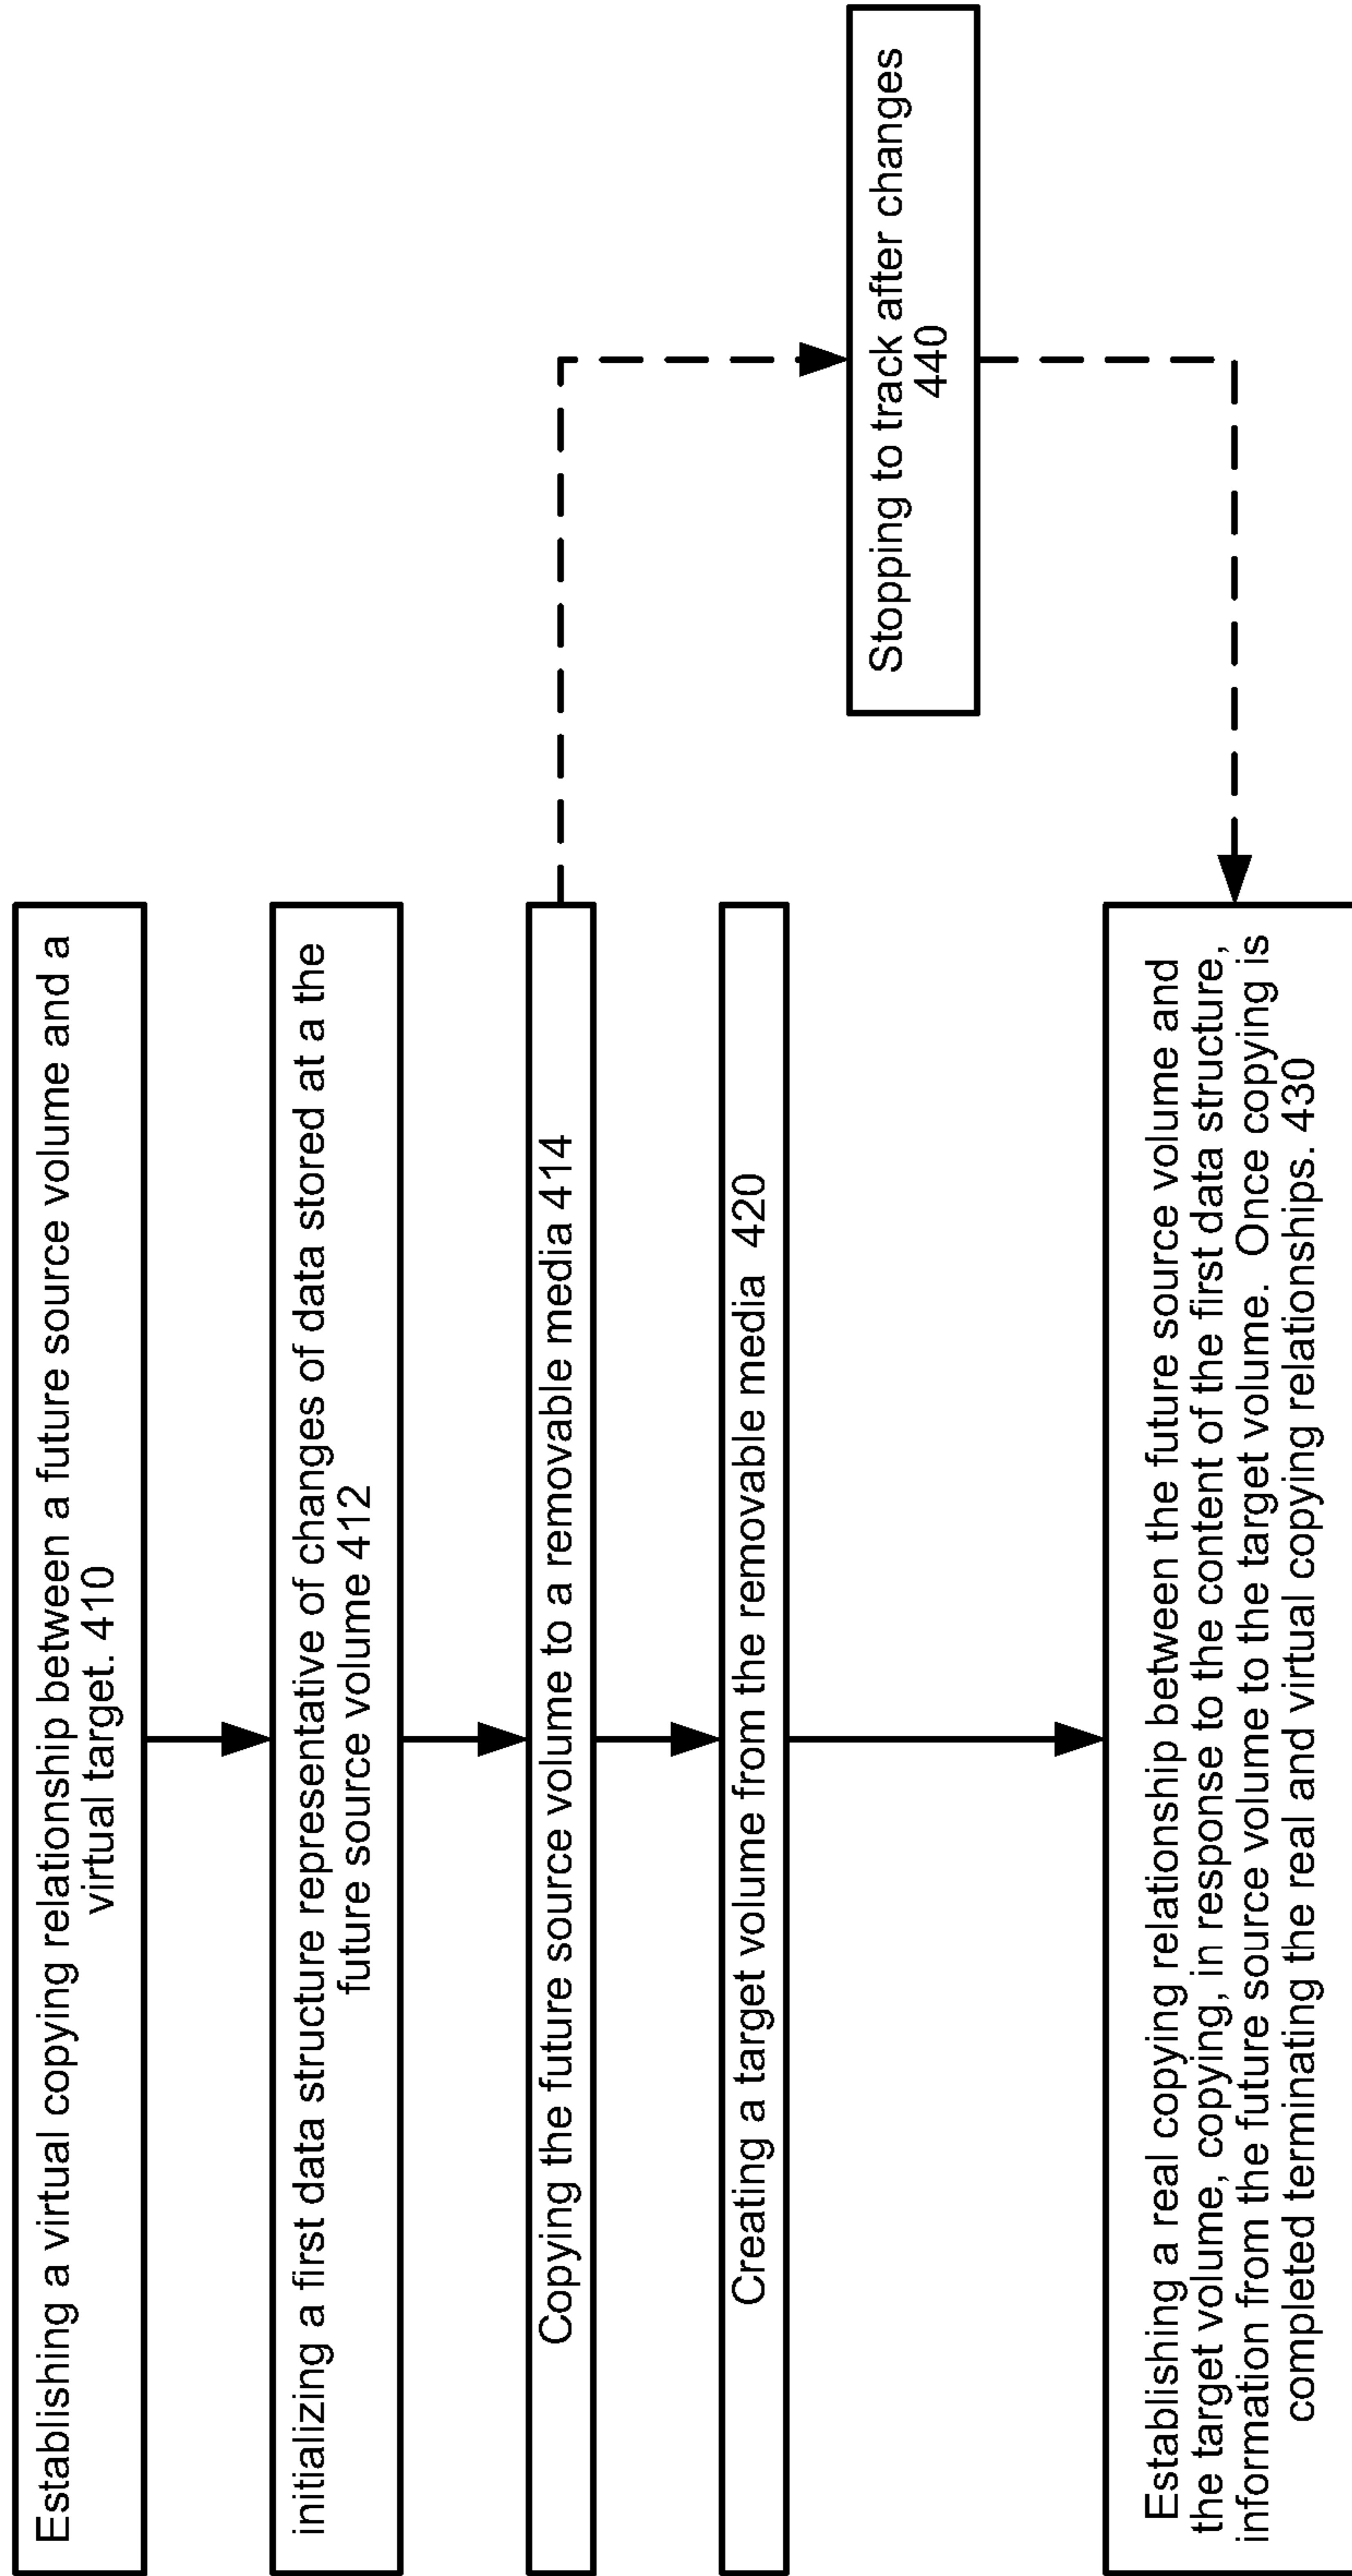 Establishing a virtual copying relationship between a future source volume and a
virtual target. 410
initializing a first data structure representative of changes of data stored at a the
future source volume 412
Copying the future source volume to a removable media 414
Creating a target volume from the removable media 420
Stopping to track after changes
440
Establishing a real copying relationship between the future source volume and
the target volume, copying, in response to the content of the first data structure,
information from the future source volume to the target volume. Once copying is
completed terminating the real and virtual copying relationships. 430